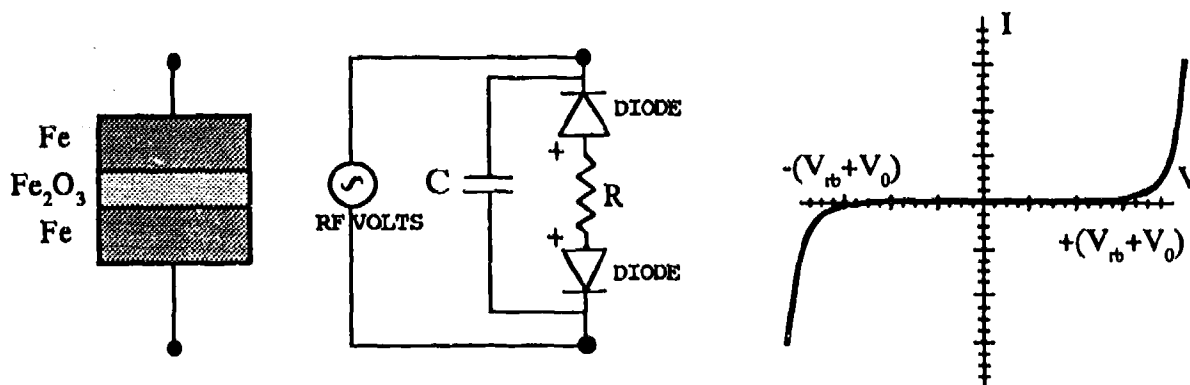 Fe
Fe₂O₃
Fe
RF VOLTS
C
DIODE
+
R
+
DIODE
I
V
-(Vrb+V0)
+(Vrb+V0)